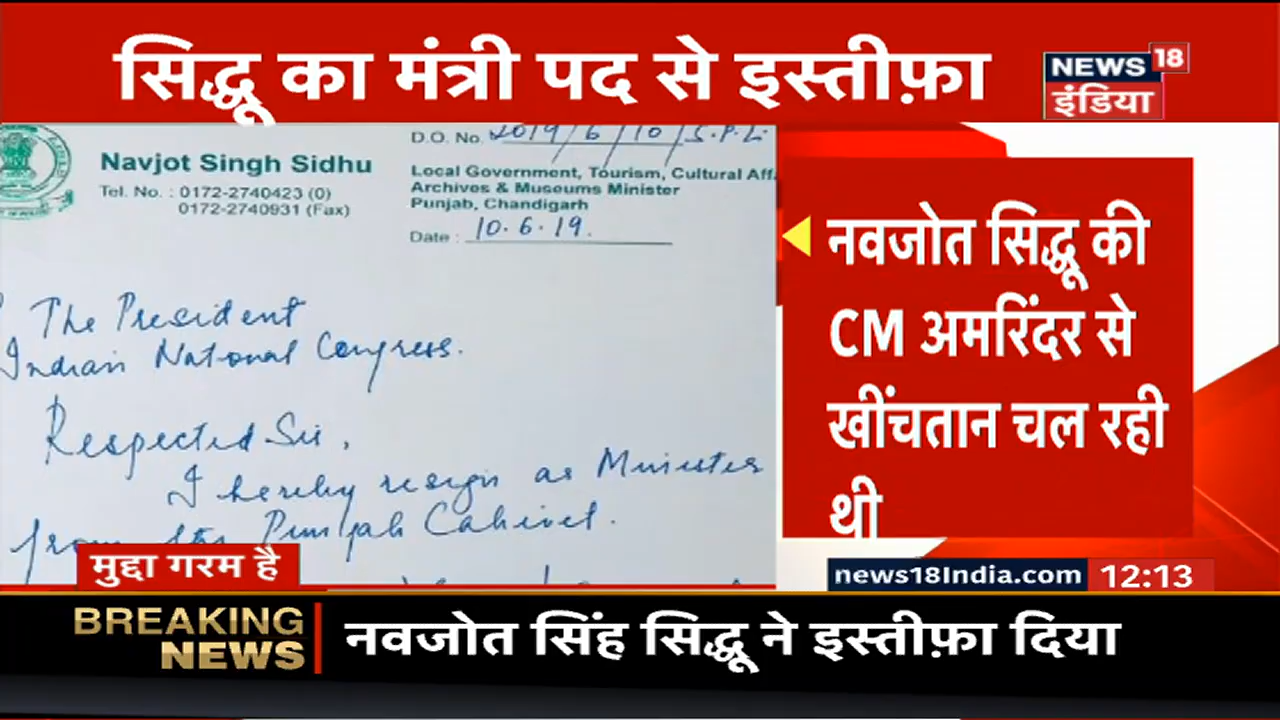 सिद्धू का मंत्री पद से इस्तीफ़ा
NEWS 18
इंडिया
Navjot Singh Sidhu
Tel. No. : 0172-2740423 (0)
0172-2740931 (Fax)
D.O. No. 2019/6/10/S.P.L.
Local Government, Tourism, Cultural Aff
Archives & Museums Minister
Punjab, Chandigarh
Date : 10.6.19.
The President
Indian National Congress.
Respected Sir,
I hereby resign as Minister
from the Punjab Cabinet.
नवजोत सिद्धू की
CM अमरिंदर से
खींचतान चल रही
थी
मुद्दा गरम है
news18India.com 12:13
BREAKING
NEWS
नवजोत सिंह सिद्धू ने इस्तीफ़ा दिया